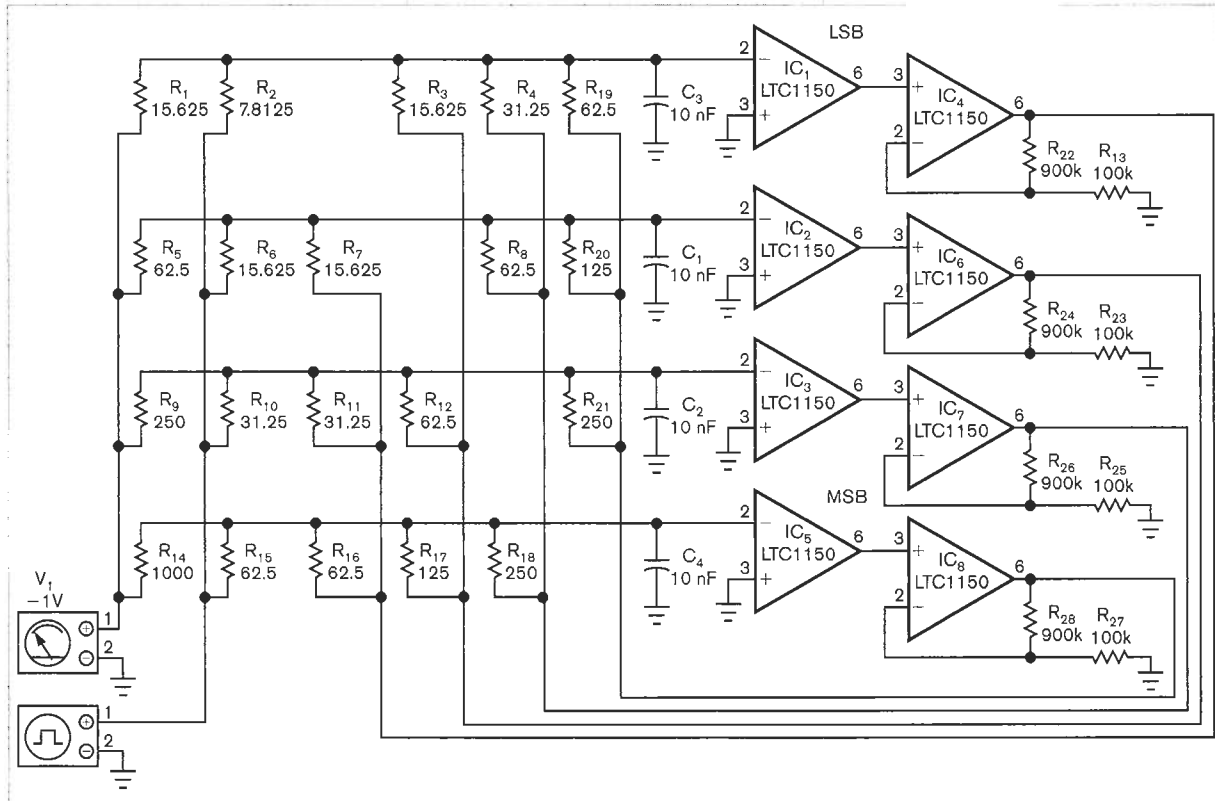 LSB
R1 15.625
R2 7.8125
R3 15.625
R4 31.25
R19 62.5
C3 10 nF
2
3
−
+
IC1
LTC1150
6
3
2
+
−
IC4
LTC1150
6
R22 900k
R13 100k
R5 62.5
R6 15.625
R7 15.625
R8 62.5
R20 125
C1 10 nF
2
3
−
+
IC2
LTC1150
6
3
2
+
−
IC6
LTC1150
6
R24 900k
R23 100k
R9 250
R10 31.25
R11 31.25
R12 62.5
R21 250
C2 10 nF
2
3
−
+
IC3
LTC1150
6
3
2
+
−
IC7
LTC1150
6
R26 900k
R25 100k
MSB
R14 1000
R15 62.5
R16 62.5
R17 125
R18 250
C4 10 nF
2
3
−
+
IC5
LTC1150
6
3
2
+
−
IC8
LTC1150
6
R28 900k
R27 100k
V1
−1V
+ 1
− 2
+ 1
− 2